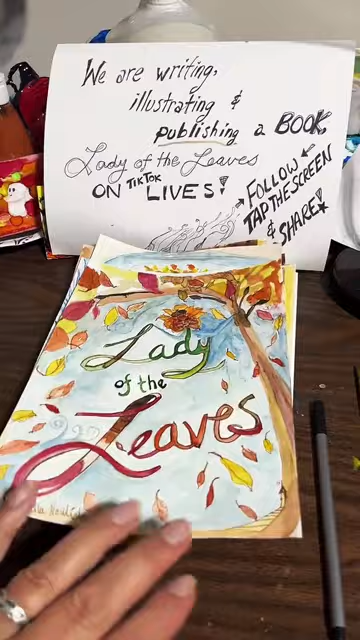 We are writing,
illustrating &
publishing a BOOK,
Lady of the Leaves
ON TikTok LIVES!
FOLLOW
TAP THE SCREEN
& SHARE!
Lady
of the
Leaves